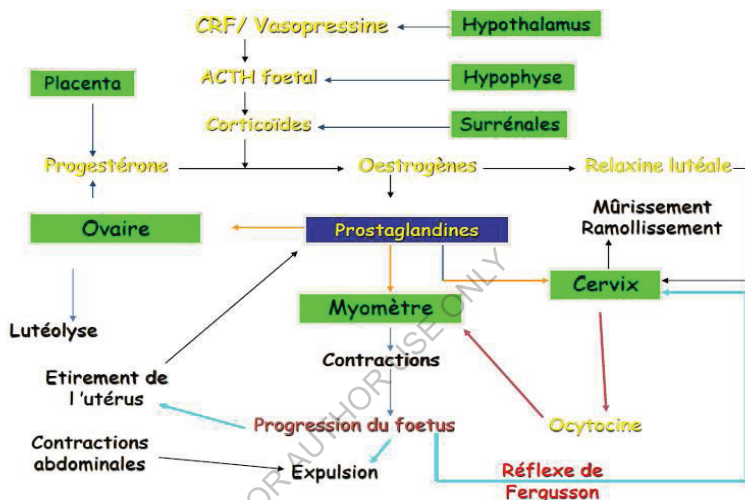 CRF/ Vasopressine
Hypothalamus
ACTH foetal
Hypophyse
Placenta
Corticoïdes
Surrénales
Progestérone
Oestrogènes
Relaxine lutéale
Ovaire
Prostaglandines
Mûrissement
Ramollissement
Cervix
Myomètre
Lutéolyse
Contractions
Etirement de
l 'utérus
Progression du foetus
Ocytocine
Contractions
abdominales
Expulsion
Réflexe de
Fergusson
OR AUTHOR USE ONLY